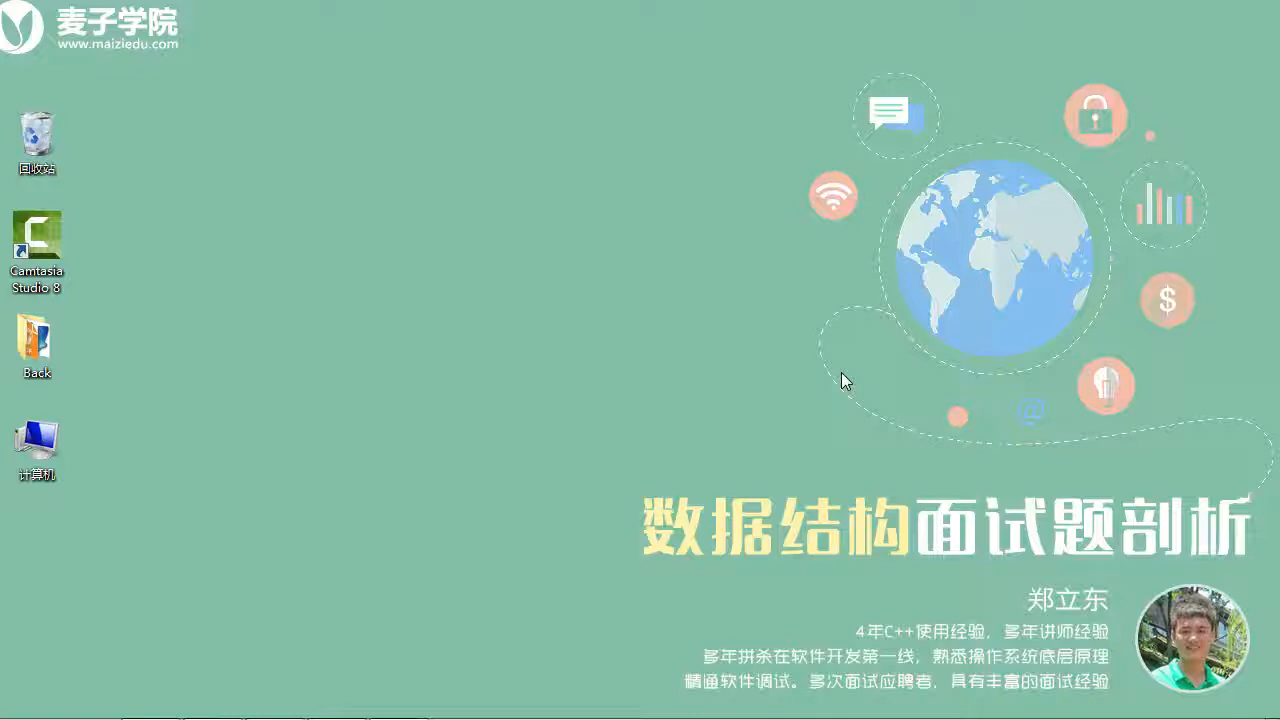 麦子学院
www.maiziedu.com
回收站
Camtasia
Studio 8
Back
计算机
$
@
数据结构面试题剖析
郑立东
4年C++使用经验，多年讲师经验
多年拼杀在软件开发第一线，熟悉操作系统底层原理
精通软件调试。多次面试应聘者，具有丰富的面试经验